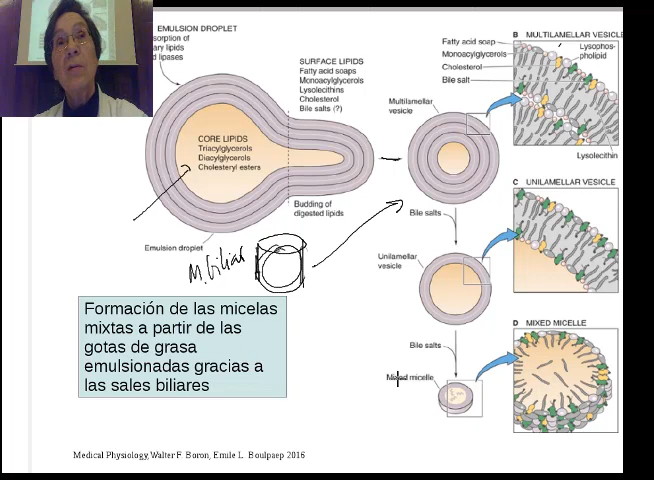 EMULSION DROPLET
sorption of
ary lipids
d lipases
SURFACE LIPIDS
Fatty acid soaps
Monoacylglycerols
Lysolecithins
Cholesterol
Bile salts (?)
CORE LIPIDS
Triacylglycerols
Diacylglycerols
Cholesteryl esters
Budding of
digested lipids
Emulsion droplet
M. biliar
Multilamellar
vesicle
Bile salts
Unilamellar
vesicle
Bile salts
Mixed micelle
B MULTILAMELLAR VESICLE
Fatty acid soap
Monoacylglycerols
Cholesterol
Bile salt
Lysophos-
pholipid
Lysolecithin
C UNILAMELLAR VESICLE
D MIXED MICELLE
Formación de las micelas
mixtas a partir de las
gotas de grasa
emulsionadas gracias a
las sales biliares
Medical Physiology,Walter F. Boron, Emile L. Boulpaep 2016